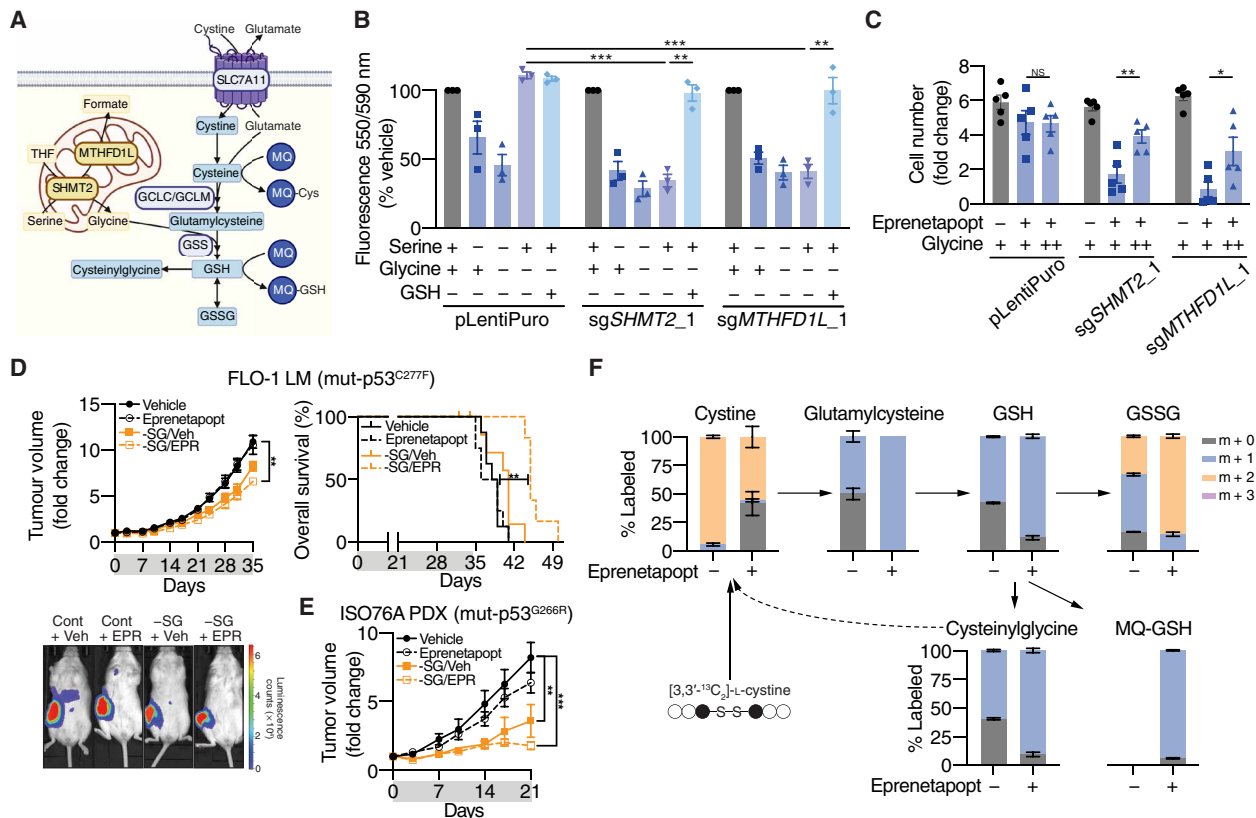 A
Cystine
Glutamate
SLC7A11
Formate
Cystine
Glutamate
THF
MTHFD1L
MQ
Cysteine
SHMT2
GCLC/GCLM
MQ-Cys
Serine
Glycine
Glutamylcysteine
GSS
MQ
Cysteinylglycine
GSH
MQ-GSH
GSSG
B
Fluorescence 550/590 nm
(% vehicle)
100
50
0
***
**
***
**
Serine + − − + + + − − + + + − − + +
Glycine + + − + + + + − + + + + − + +
GSH − − − − + − − − − + − − − − +
pLentiPuro
sgSHMT2_1
sgMTHFD1L_1
C
Cell number
(fold change)
8
6
4
2
0
NS
**
*
Eprenetapopt + + + + + +
Glycine + + ++ + + ++ + + ++
pLentiPuro
sgSHMT2_1
sgMTHFD1L_1
D
FLO-1 LM (mut-p53C277F)
Tumour volume
(fold change)
15
10
5
0
Vehicle
Eprenetapopt
-SG/Veh
-SG/EPR
**
0 7 14 21 28 35
Days
Overall survival (%)
100
50
0
Vehicle
Eprenetapopt
-SG/Veh
-SG/EPR
**
0 21 28 35 42 49
Days
Cont
+ Veh
Cont
+ EPR
–SG
+ Veh
–SG
+ EPR
6
4
2
0
Luminescence
counts (×10⁴)
E
ISO76A PDX (mut-p53G266R)
Tumor volume
(fold change)
10
5
0
Vehicle
Eprenetapopt
-SG/Veh
-SG/EPR
**
***
0 7 14 21
Days
F
Cystine
Glutamylcysteine
GSH
GSSG
% Labeled
100
75
50
25
0
m + 0
m + 1
m + 2
m + 3
Eprenetapopt − + − + − + − +
Cysteinylglycine
MQ-GSH
[3,3′-¹³C₂]-L-cystine
S S
% Labeled
100
75
50
25
0
Eprenetapopt − + − +